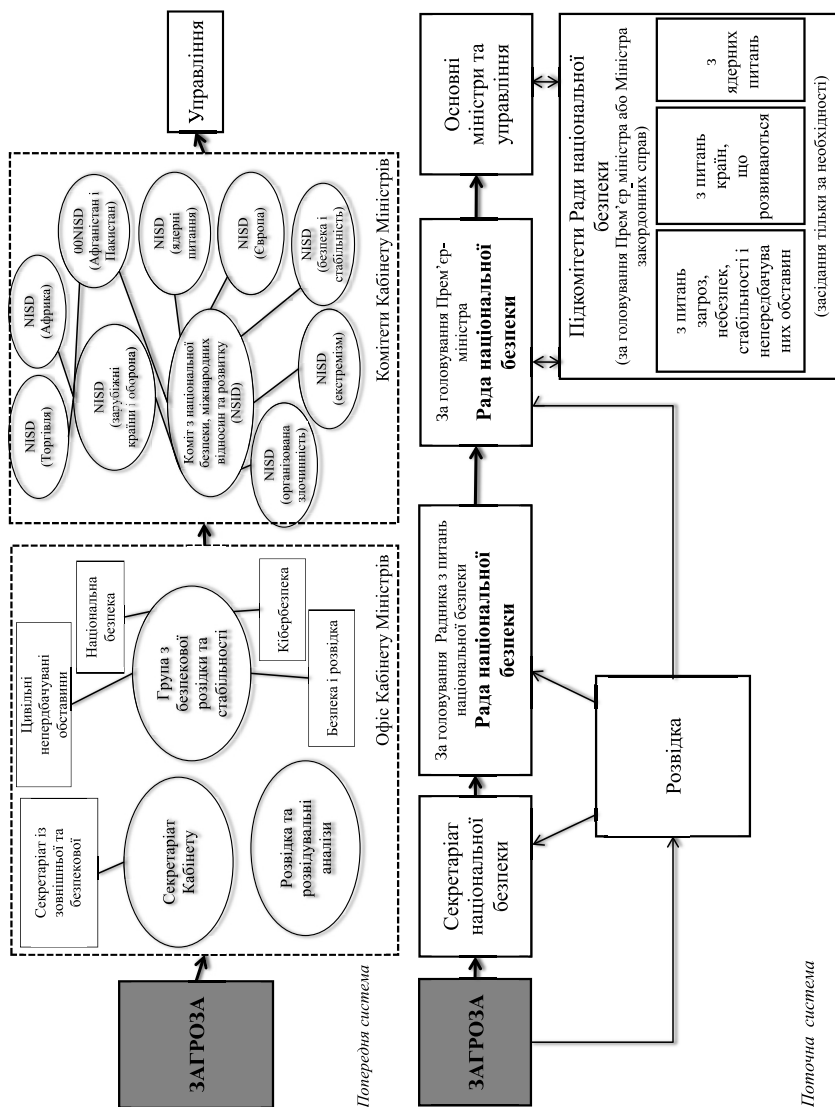 ЗАГРОЗА
Попередня система
Секретаріат із
зовнішньої та
безпекової
Секретаріат
Кабінету
Розвідка та
розвідувальні
аналізи
Цивільні
непердбачувані
обставини
Національна
безпека
Група з
безпекової
розідки та
стабільності
Кібербезпека
Безпека і розвідка
Офіс Кабінету Міністрів
NISD
(Торгівля)
NISD
(Африка)
00NISD
(Афганістан і
Пакистан)
NISD
(зарубіжні
країни і оборона)
NISD
(ядерні
питання)
Коміт з національної
безпеки, міжнародних
відносин та розвитку
(NSID)
NISD
(Європа)
NISD
(безпека і
стабільність)
NISD
(організована
злочинність)
NISD
(екстремізм)
Комітети Кабінету Міністрів
Управління
ЗАГРОЗА
Поточна система
Секретаріат
національної
безпеки
За головування Радника з питань
національної безпеки
Рада національної
безпеки
За головування Прем’єр-
міністра
Рада національної
безпеки
Основні
міністри та
управління
Розвідка
Підкомітети Ради національної
безпеки
(за головування Прем’єр_міністра або Міністра
закордонних справ)
з питань
загроз,
небезпек,
стабільності і
непередбачува
них обставин
з питань
країн,
що
розвиваються
з
ядерних
питань
(засідання тільки за необхідності)